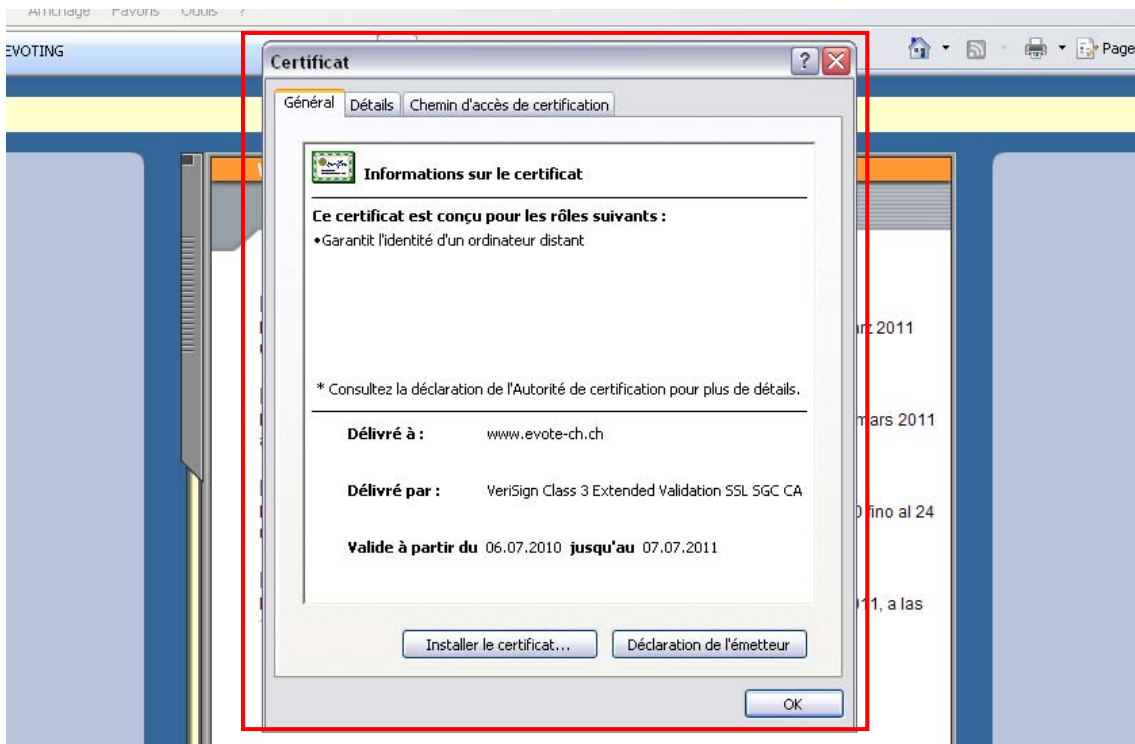 Affichage Favoris Outils ?
EVOTING
Page
Certificat
Général Détails Chemin d'accès de certification
Informations sur le certificat
Ce certificat est conçu pour les rôles suivants :
•Garantit l'identité d'un ordinateur distant
* Consultez la déclaration de l'Autorité de certification pour plus de détails.
Délivré à : www.evote-ch.ch
Délivré par : VeriSign Class 3 Extended Validation SSL SGC CA
Valide à partir du 06.07.2010 jusqu'au 07.07.2011
Installer le certificat... Déclaration de l'émetteur
OK
2011
mars 2011
fino al 24
a las